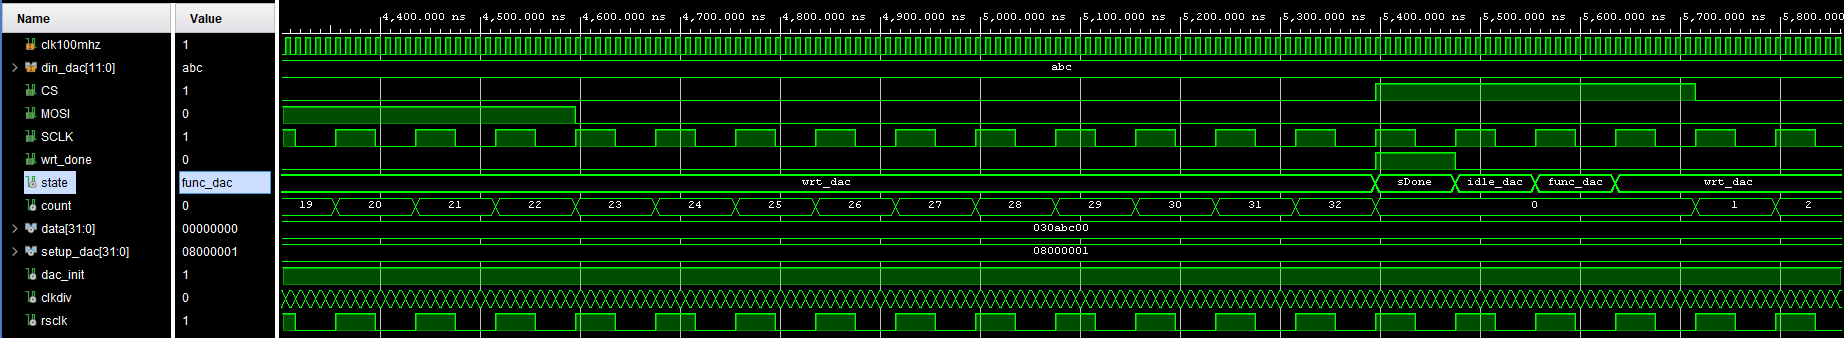 Name Value 4,400.000 ns 4,500.000 ns 4,600.000 ns 4,700.000 ns 4,800.000 ns 4,900.000 ns 5,000.000 ns 5,100.000 ns 5,200.000 ns 5,300.000 ns 5,400.000 ns 5,500.000 ns 5,600.000 ns 5,700.000 ns 5,800.000
clk100mhz 1
din_dac[11:0] abc abc
CS 1
MOSI 0
SCLK 1
wrt_done 0
state func_dac wrt_dac sDone idle_dac func_dac wrt_dac
count 0 19 20 21 22 23 24 25 26 27 28 29 30 31 32 0 1 2
data[31:0] 00000000 030abc00
setup_dac[31:0] 08000001 08000001
dac_init 1
clkdiv 0
rsclk 1